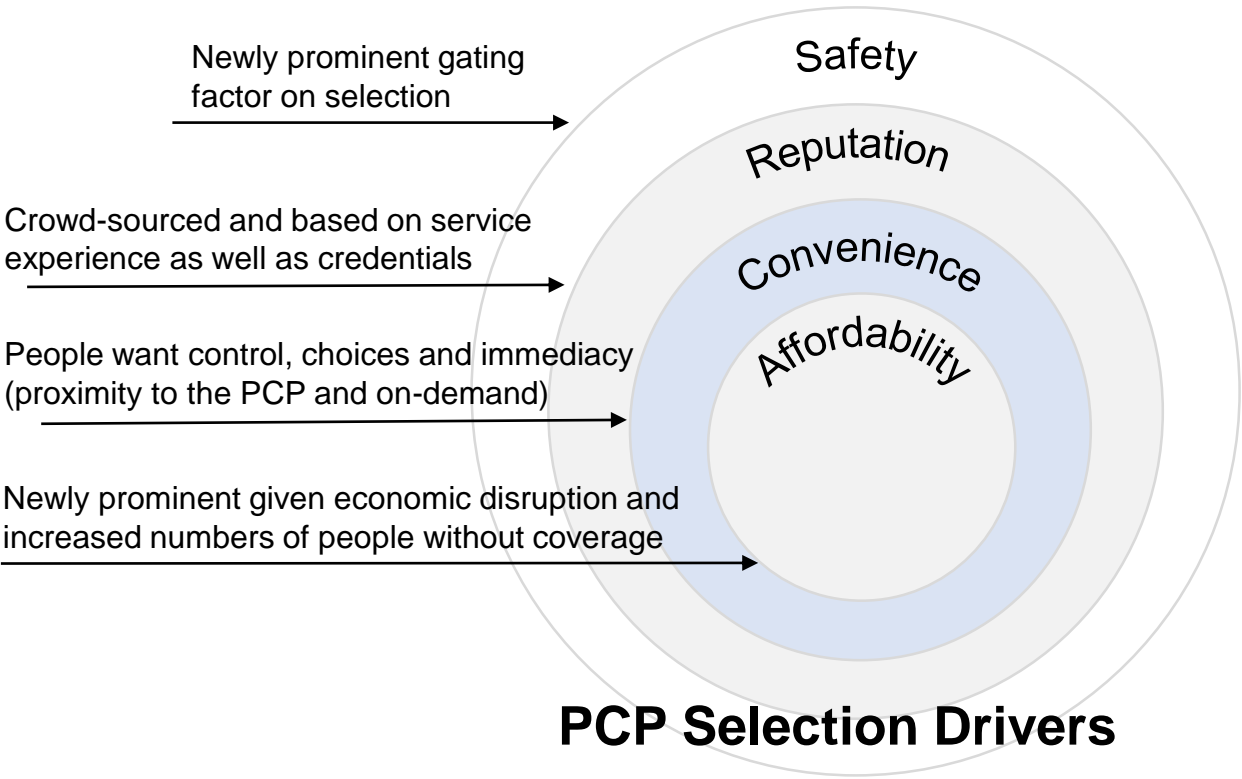 Safety
Newly prominent gating
factor on selection
Reputation
Crowd-sourced and based on service
experience as well as credentials
Convenience
People want control, choices and immediacy
(proximity to the PCP and on-demand)
Affordability
Newly prominent given economic disruption and
increased numbers of people without coverage
PCP Selection Drivers